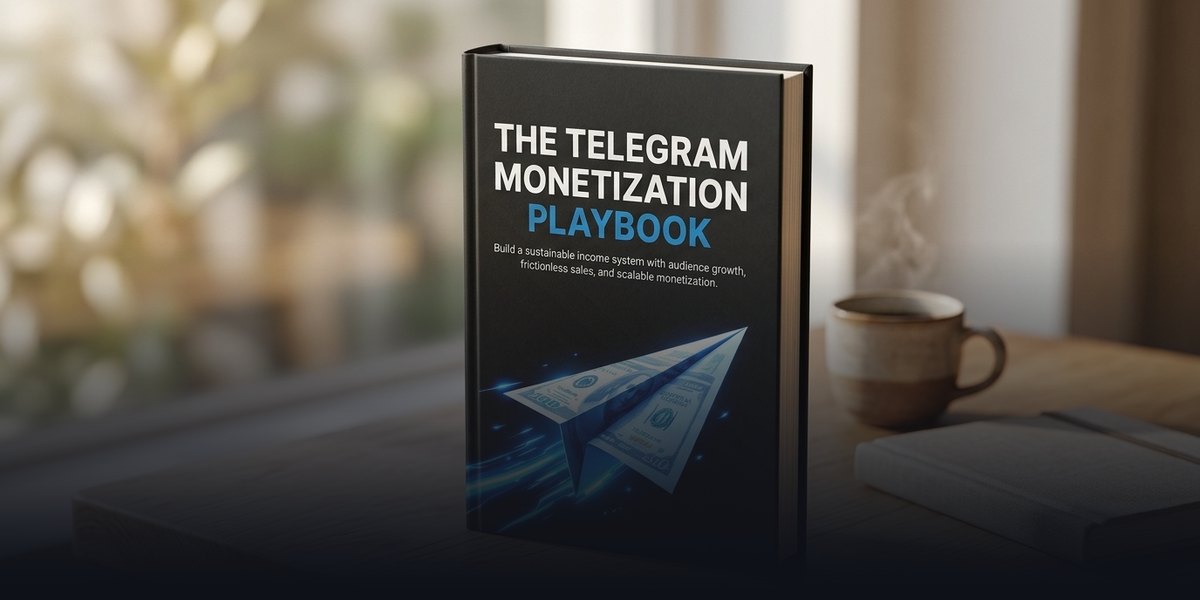 THE TELEGRAM
MONETIZATION
PLAYBOOK
Build a sustainable income system with audience growth,
frictionless sales, and scalable monetization.